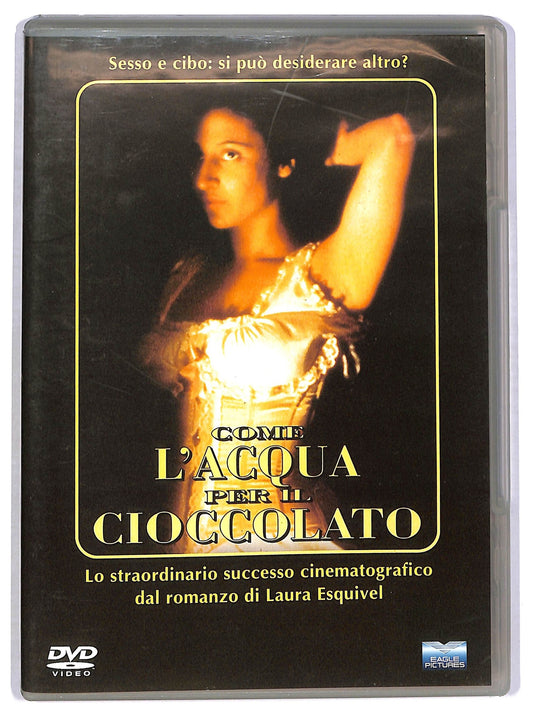 Sesso e cibo: si può desiderare altro?
COME
L'ACQUA
PER IL
CIOCCOLATO
Lo straordinario successo cinematografico
dal romanzo di Laura Esquivel
DVD
VIDEO
EAGLE
PICTURES